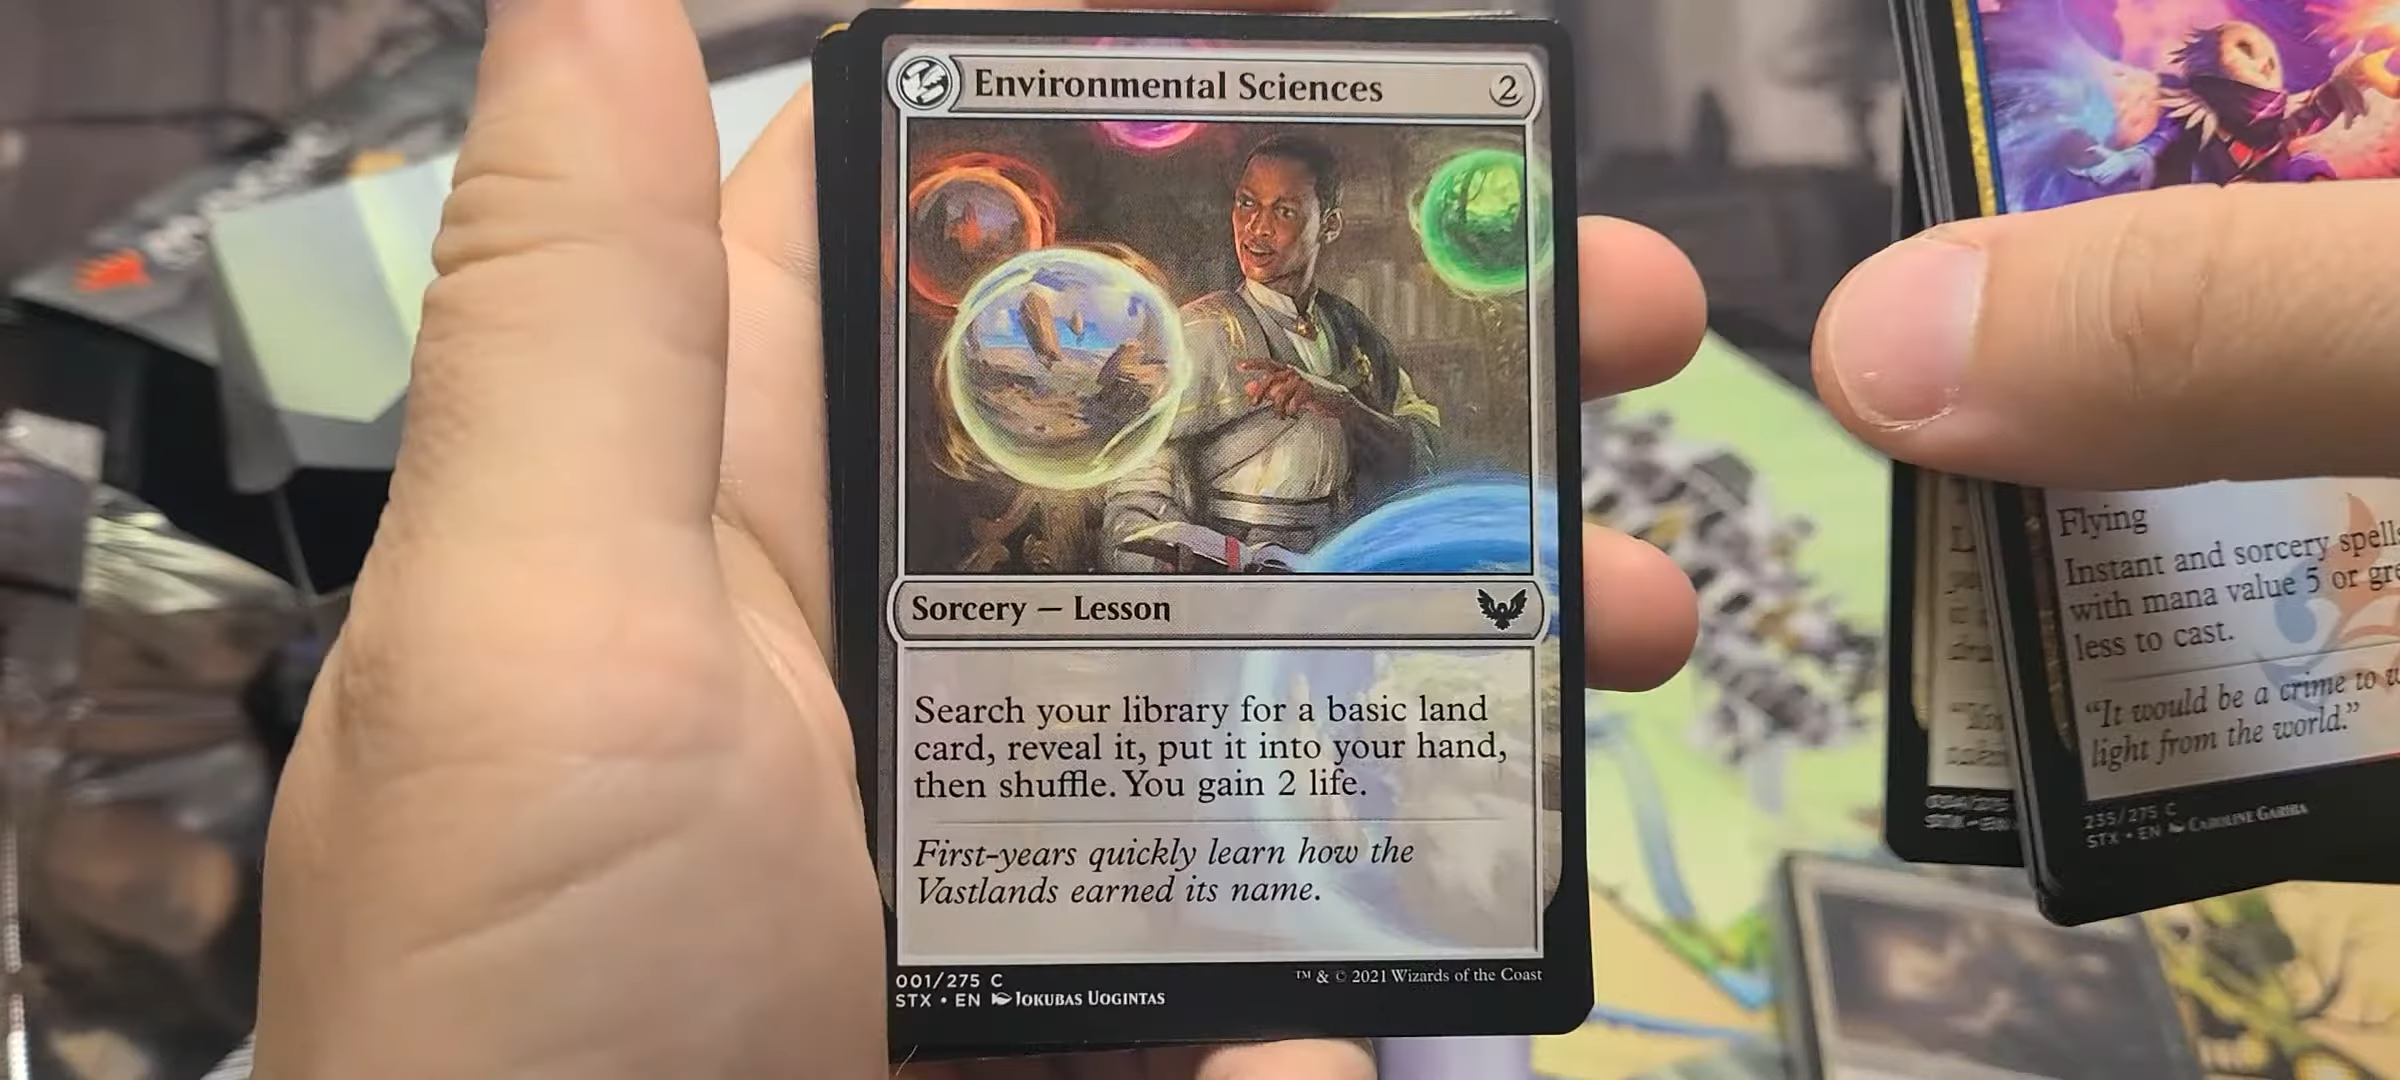 Environmental Sciences 2
Sorcery — Lesson
Search your library for a basic land
card, reveal it, put it into your hand,
then shuffle. You gain 2 life.
First-years quickly learn how the
Vastlands earned its name.
001/275 C
STX • EN JOKUBAS UOGINTAS
™ & © 2021 Wizards of the Coast
Flying
Instant and sorcery spells
with mana value 5 or gre
less to cast.
“It would be a crime to
light from the world.”
235/275 C
STX • EN CAROLINE GARIBA